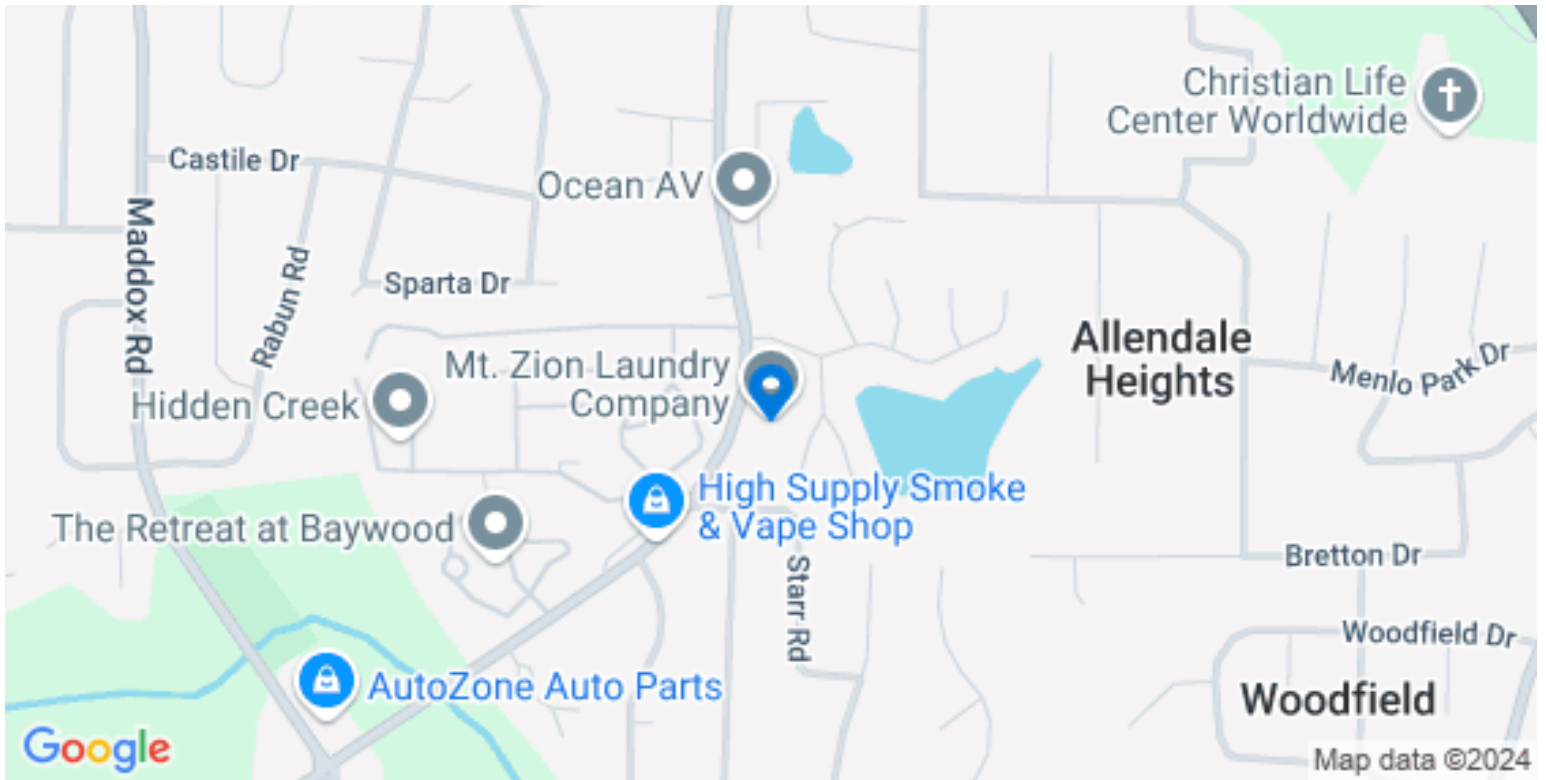 Christian Life
Center Worldwide
Castile Dr
Ocean AV
Maddox Rd
Rabun Rd
Sparta Dr
Allendale
Heights
Mt. Zion Laundry
Company
Menlo Park Dr
Hidden Creek
High Supply Smoke
& Vape Shop
The Retreat at Baywood
Starr Rd
Bretton Dr
Woodfield Dr
AutoZone Auto Parts
Woodfield
Google
Map data ©2024